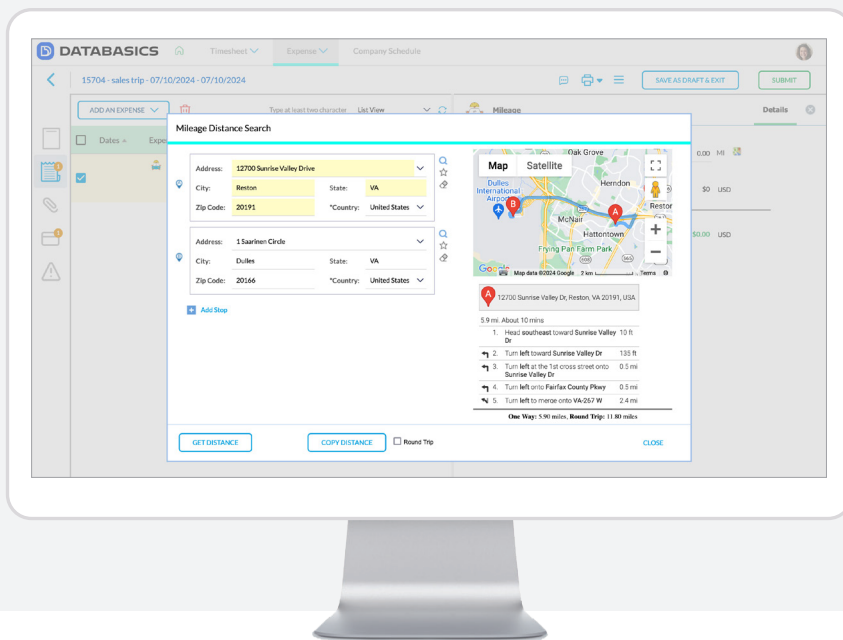 DATABASICS Timesheet Expense Company Schedule
15704 - sales trip - 07/10/2024 - 07/10/2024 SAVE AS DRAFT & EXIT SUBMIT
ADD AN EXPENSE Type at least two character List View Mileage Details
Dates Expe
0.00 MI
$0 USD
$0.00 USD
Mileage Distance Search
Address: 12700 Sunrise Valley Drive
City: Reston State: VA
Zip Code: 20191 *Country: United States
Address: 1 Saarinen Circle
City: Dulles State: VA
Zip Code: 20166 *Country: United States
Add Stop
Map Satellite
Oak Grove
Dulles
International
Airport
Herndon
Reston
McNair
Hattontown
Frying Pan Farm Park
B
A
Google Map data ©2024 Google 2 km Terms
A 12700 Sunrise Valley Dr, Reston, VA 20191, USA
5.9 mi. About 10 mins
1. Head southeast toward Sunrise Valley 10 ft
Dr
2. Turn left toward Sunrise Valley Dr 135 ft
3. Turn left at the 1st cross street onto 0.5 mi
Sunrise Valley Dr
4. Turn left onto Fairfax County Pkwy 0.5 mi
5. Turn left to merge onto VA-267 W 2.4 mi
One Way: 5.90 miles, Round Trip: 11.80 miles
GET DISTANCE COPY DISTANCE Round Trip CLOSE